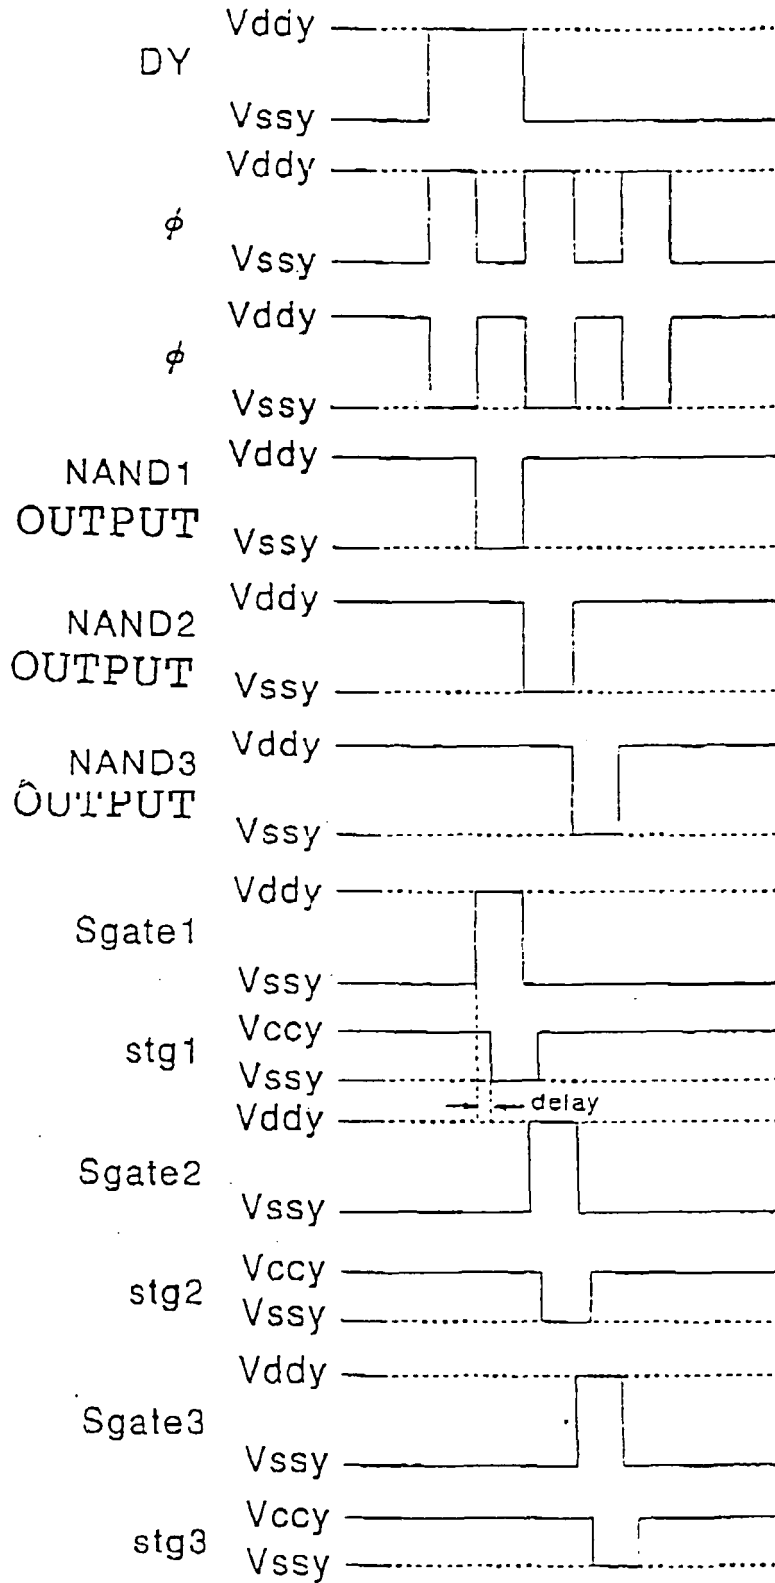 Vddy
DY
Vssy
Vddy
ϕ
Vssy
Vddy
ϕ
Vssy
Vddy
NAND1
OUTPUT
Vssy
Vddy
NAND2
OUTPUT
Vssy
Vddy
NAND3
OUTPUT
Vssy
Vddy
Sgate1
Vssy
Vccy
stg1
Vssy
delay
Vddy
Sgate2
Vssy
Vccy
stg2
Vssy
Vddy
Sgate3
Vssy
Vccy
stg3
Vssy